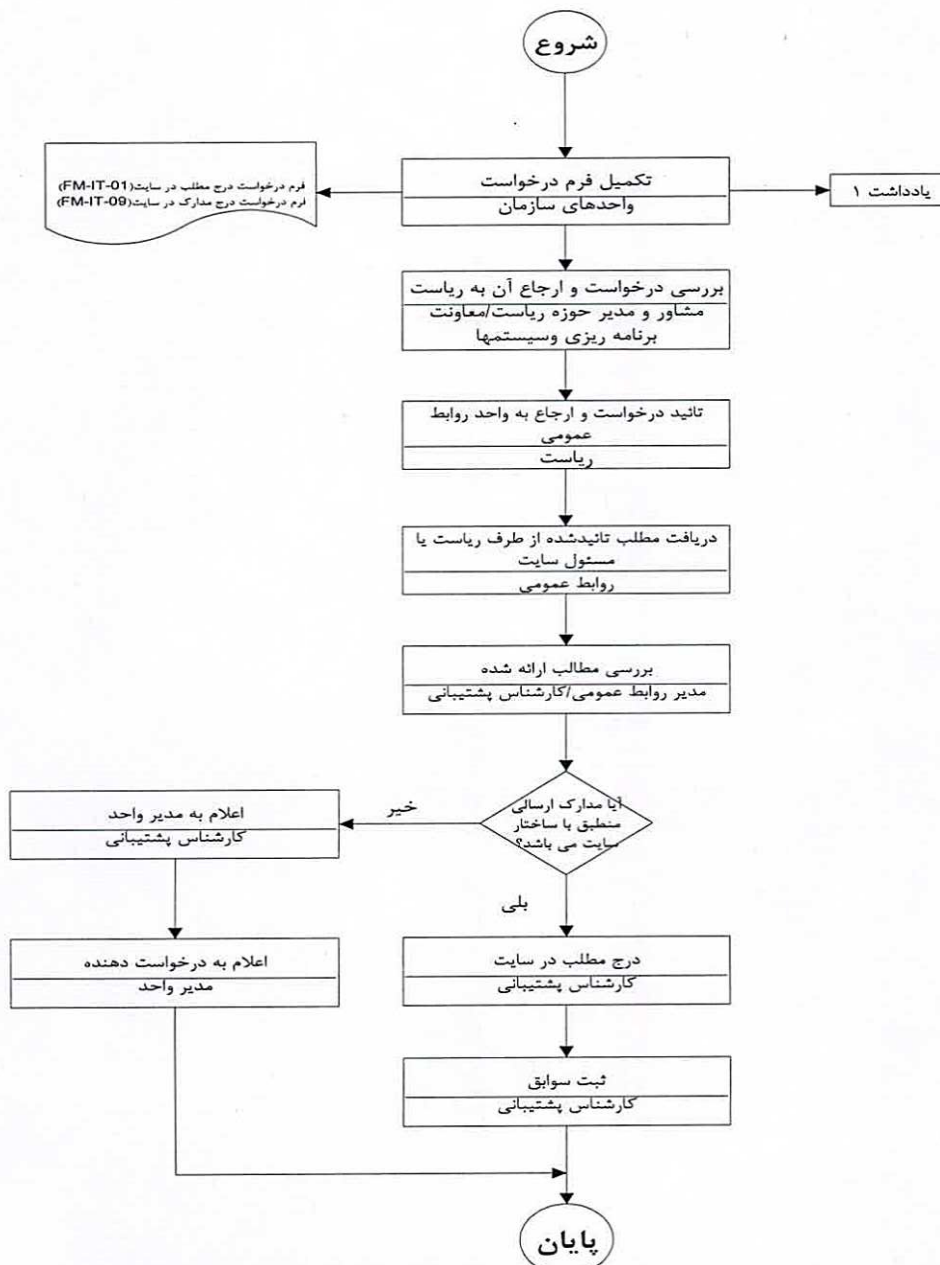 شروع
تکمیل فرم درخواست
واحدهای سازمان
یادداشت ۱
فرم درخواست درج مطلب در سایت(FM-IT-01)
فرم درخواست درج مدارک در سایت(FM-IT-09)
بررسی درخواست و ارجاع آن به ریاست
مشاور و مدیر حوزه ریاست/معاونت
برنامه ریزی وسیستمها
تائید درخواست و ارجاع به واحد روابط
عمومی
ریاست
دریافت مطلب تائیدشده از طرف ریاست یا
مسئول سایت
روابط عمومی
بررسی مطالب ارائه شده
مدیر روابط عمومی/کارشناس پشتیبانی
آیا مدارک ارسالی
منطبق با ساختار
سایت می باشد؟
خیر
اعلام به مدیر واحد
کارشناس پشتیبانی
بلی
درج مطلب در سایت
کارشناس پشتیبانی
اعلام به درخواست دهنده
مدیر واحد
ثبت سوابق
کارشناس پشتیبانی
پایان